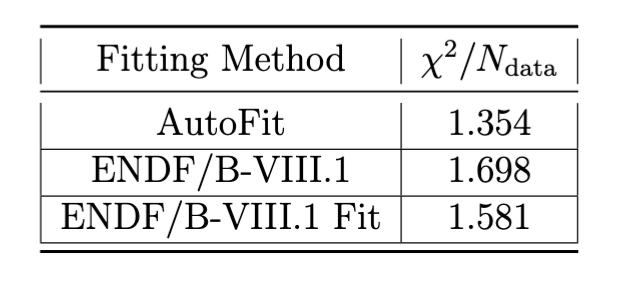 Fitting Method χ²/N_data
AutoFit 1.354
ENDF/B-VIII.1 1.698
ENDF/B-VIII.1 Fit 1.581